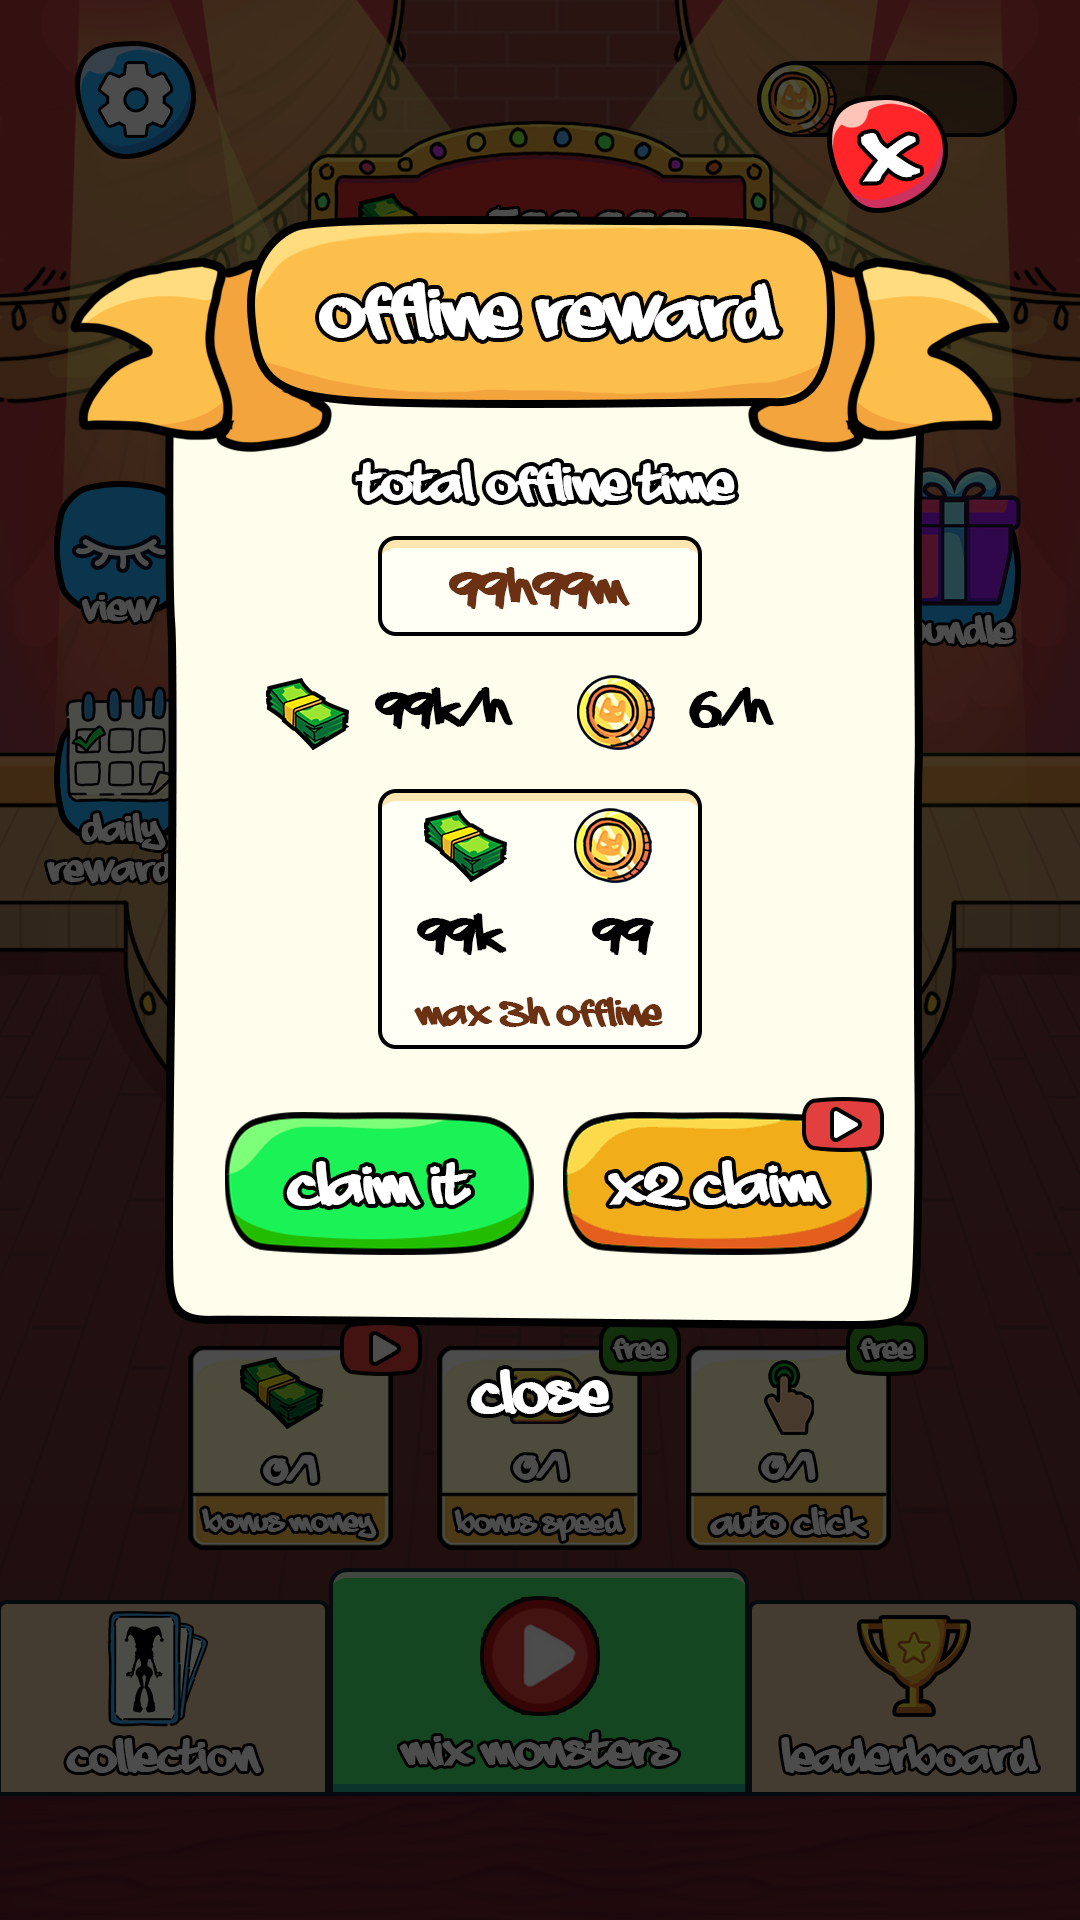 offline reward
total offline time
99h99m
view
bundle
99k/h
6/h
daily
reward
99k
99
max 3h offline
claim it
x2 claim
free
free
close
0/1
0/1
0/1
bonus money
bonus speed
auto click
collection
mix monsters
leaderboard